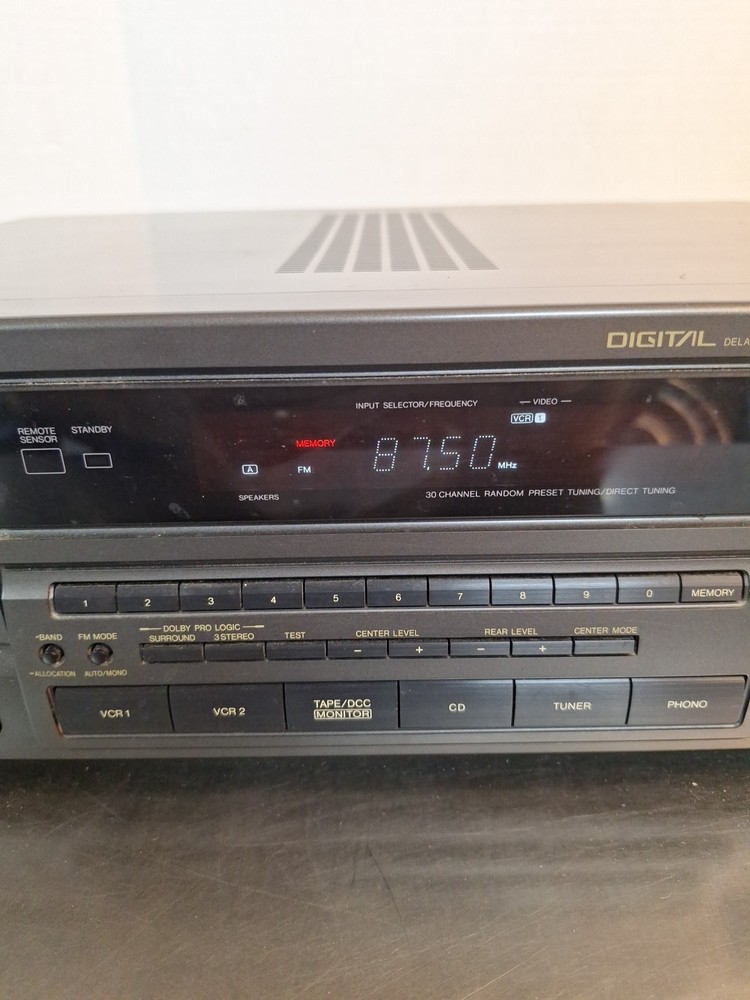 DIGITAL
INPUT SELECTOR/FREQUENCY
VIDEO
VCR 1
REMOTE
SENSOR
STANDBY
MEMORY
A
FM
87.50 MHz
SPEAKERS
30 CHANNEL RANDOM PRESET TUNING/DIRECT TUNING
1 2 3 4 5 6 7 8 9 0 MEMORY
DOLBY PRO LOGIC
BAND FM MODE SURROUND 3 STEREO TEST CENTER LEVEL REAR LEVEL CENTER MODE
− + − +
ALLOCATION AUTO/MONO
VCR 1 VCR 2 TAPE/DCC
MONITOR CD TUNER PHONO